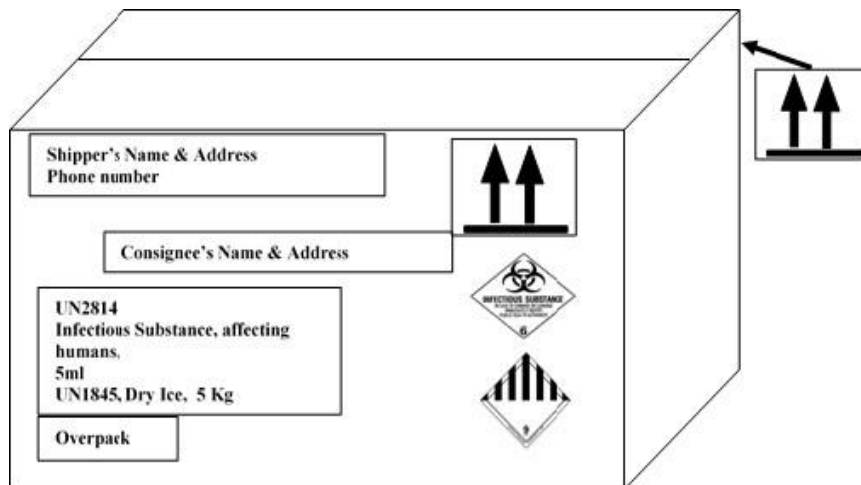 Shipper's Name & Address
Phone number
Consignee's Name & Address
UN2814
Infectious Substance, affecting
humans,
5ml
UN1845, Dry Ice, 5 Kg
Overpack
INFECTIOUS SUBSTANCE
6
9